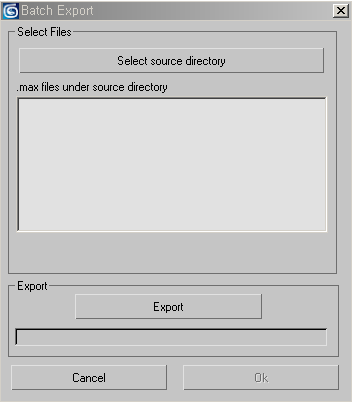 Batch Export
Select Files
Select source directory
.max files under source directory
Export
Export
Cancel
Ok